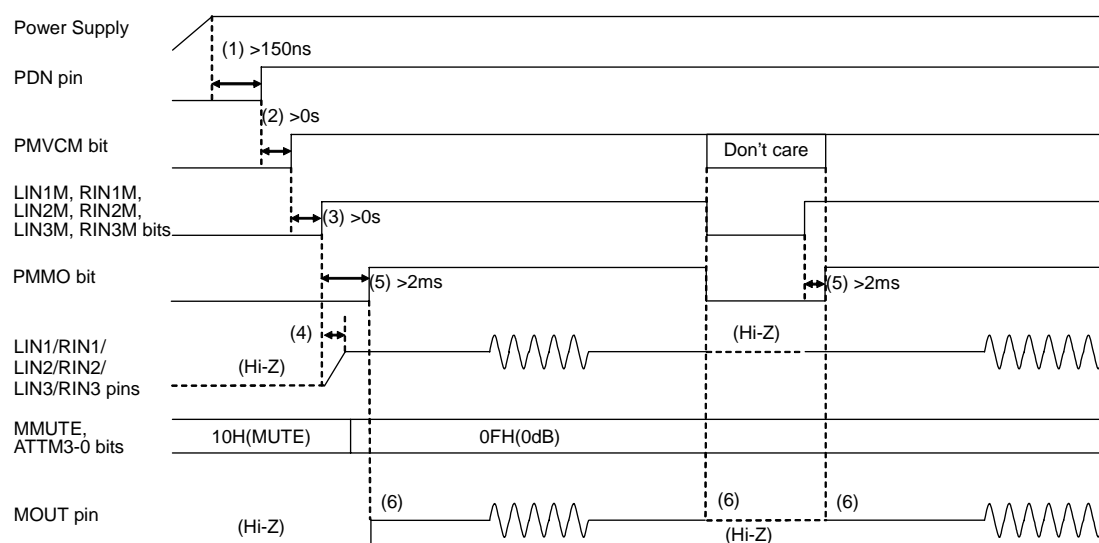 Power Supply
(1) >150ns
PDN pin
(2) >0s
PMVCM bit
Don't care
LIN1M, RIN1M,
LIN2M, RIN2M,
LIN3M, RIN3M bits
(3) >0s
PMMO bit
(5) >2ms
(5) >2ms
(4)
LIN1/RIN1/
LIN2/RIN2/
LIN3/RIN3 pins
(Hi-Z)
(Hi-Z)
MMUTE,
ATTM3-0 bits
10H(MUTE)
0FH(0dB)
MOUT pin
(Hi-Z)
(6)
(6)
(6)
(Hi-Z)